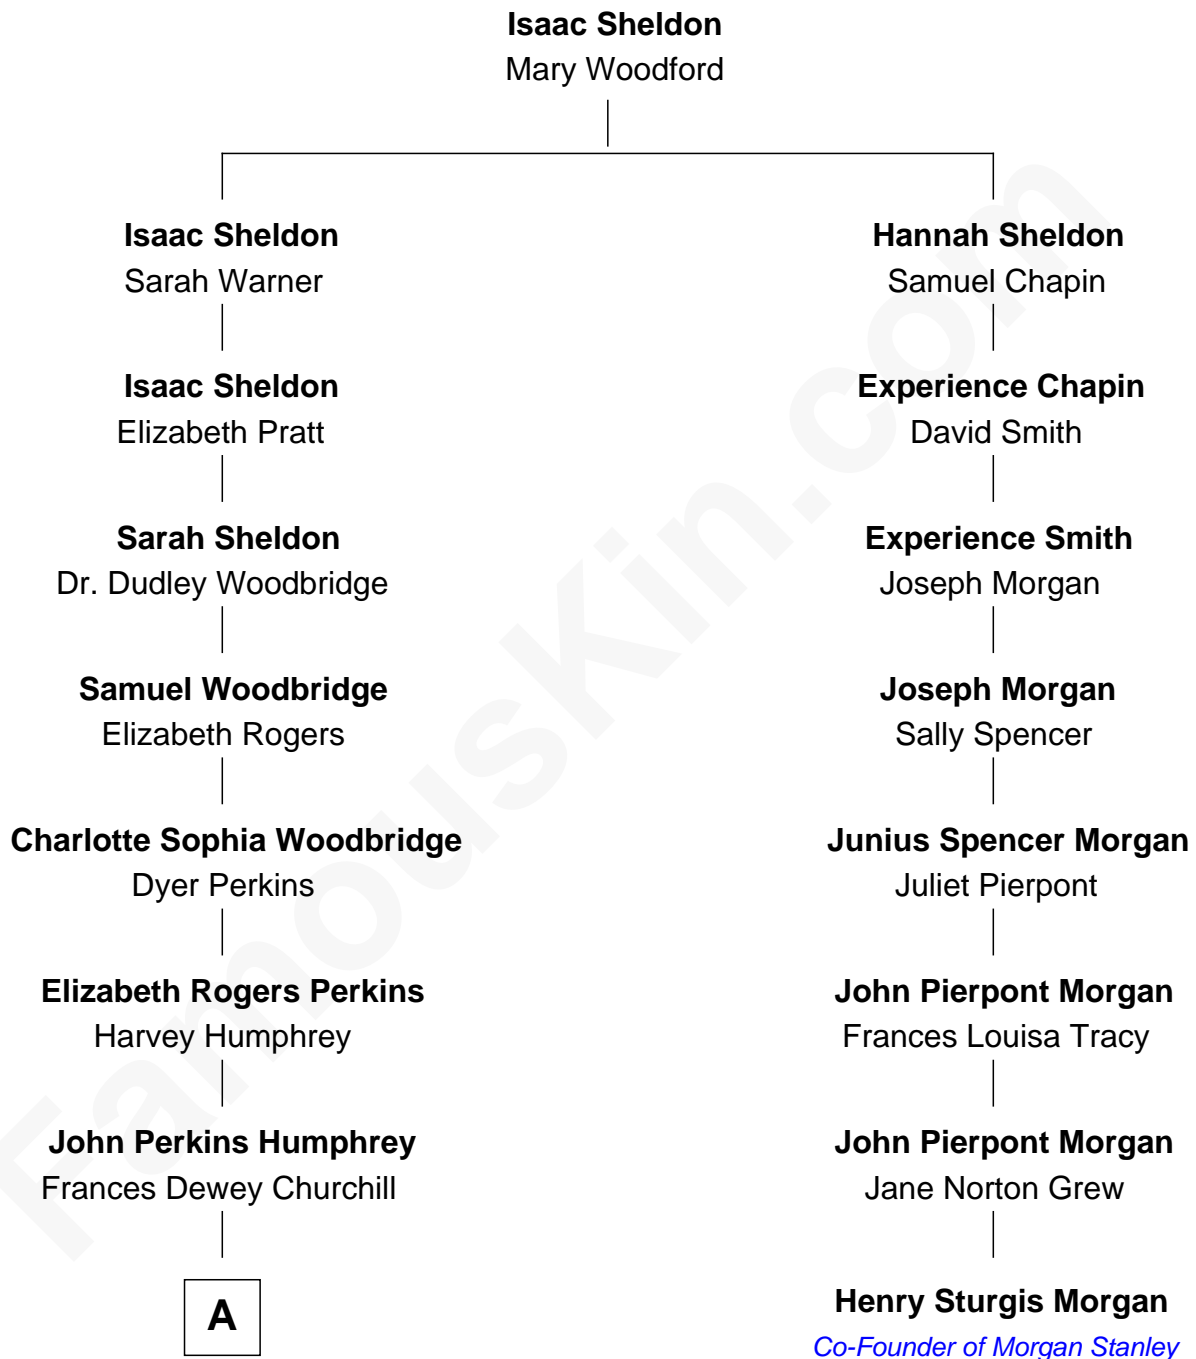 Isaac Sheldon
Mary Woodford
Isaac Sheldon
Sarah Warner
Hannah Sheldon
Samuel Chapin
Isaac Sheldon
Elizabeth Pratt
Experience Chapin
David Smith
Sarah Sheldon
Dr. Dudley Woodbridge
Experience Smith
Joseph Morgan
Samuel Woodbridge
Elizabeth Rogers
Joseph Morgan
Sally Spencer
Charlotte Sophia Woodbridge
Dyer Perkins
Junius Spencer Morgan
Juliet Pierpont
Elizabeth Rogers Perkins
Harvey Humphrey
John Pierpont Morgan
Frances Louisa Tracy
John Perkins Humphrey
Frances Dewey Churchill
John Pierpont Morgan
Jane Norton Grew
A
Henry Sturgis Morgan
Co-Founder of Morgan Stanley
FamousKin.com